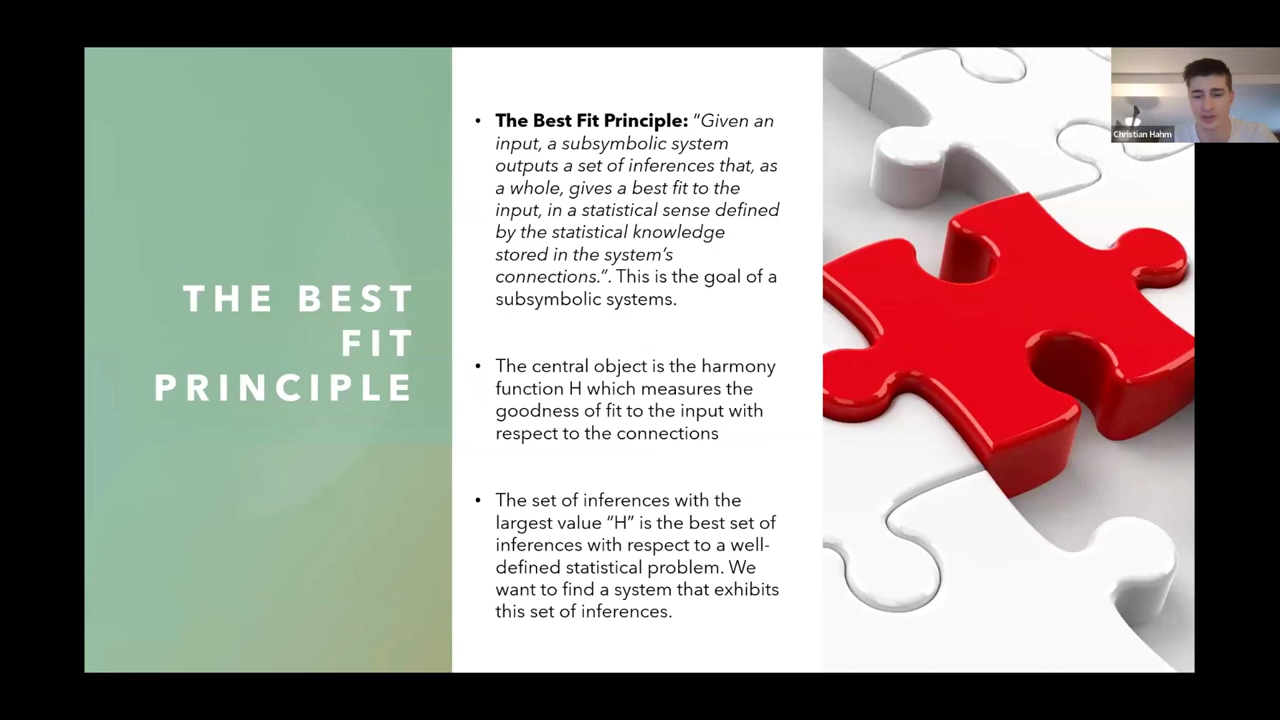 THE BEST
FIT
PRINCIPLE
• The Best Fit Principle: “Given an
input, a subsymbolic system
outputs a set of inferences that, as
a whole, gives a best fit to the
input, in a statistical sense defined
by the statistical knowledge
stored in the system’s
connections.”. This is the goal of a
subsymbolic systems.
• The central object is the harmony
function H which measures the
goodness of fit to the input with
respect to the connections
• The set of inferences with the
largest value “H” is the best set of
inferences with respect to a well-
defined statistical problem. We
want to find a system that exhibits
this set of inferences.
Christian Hahm